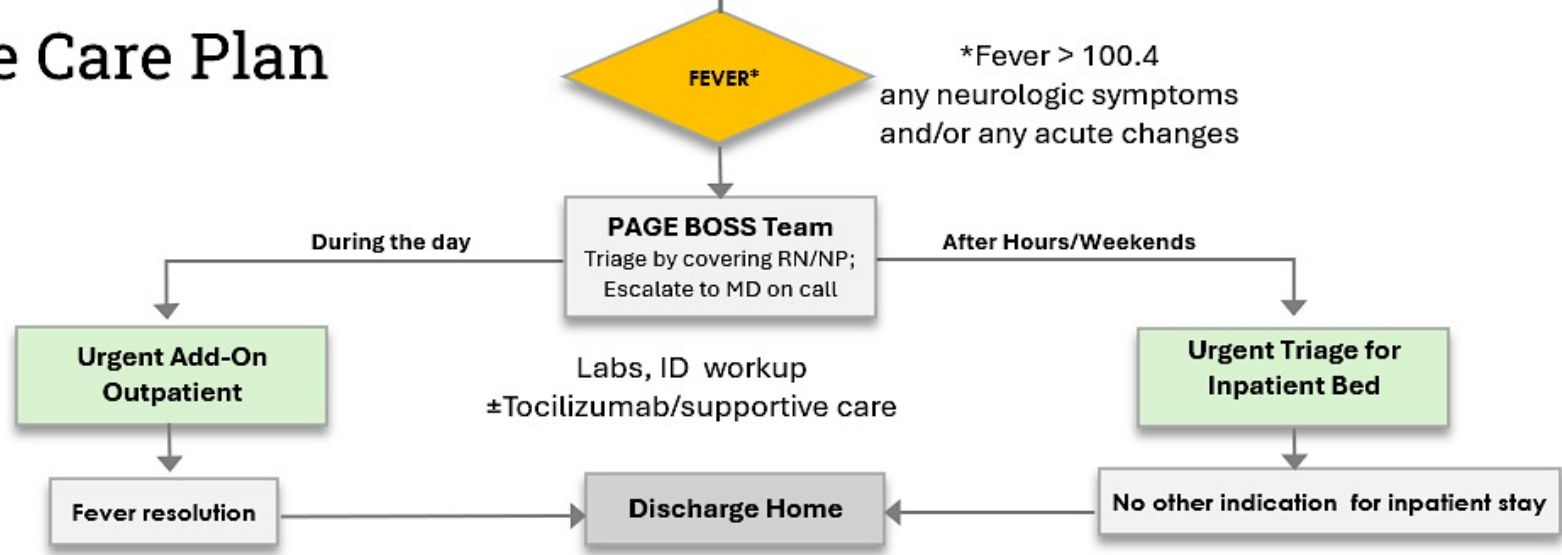 e Care Plan
FEVER*
*Fever > 100.4
any neurologic symptoms
and/or any acute changes
PAGE BOSS Team
Triage by covering RN/NP;
Escalate to MD on call
During the day
After Hours/Weekends
Urgent Add-On
Outpatient
Labs, ID workup
±Tocilizumab/supportive care
Urgent Triage for
Inpatient Bed
Fever resolution
Discharge Home
No other indication for inpatient stay